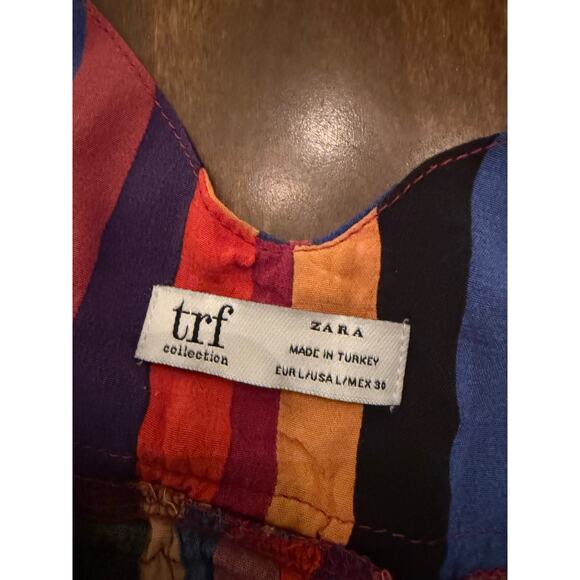 trf
collection
ZARA
MADE IN TURKEY
EUR L/USA L/MEX 30